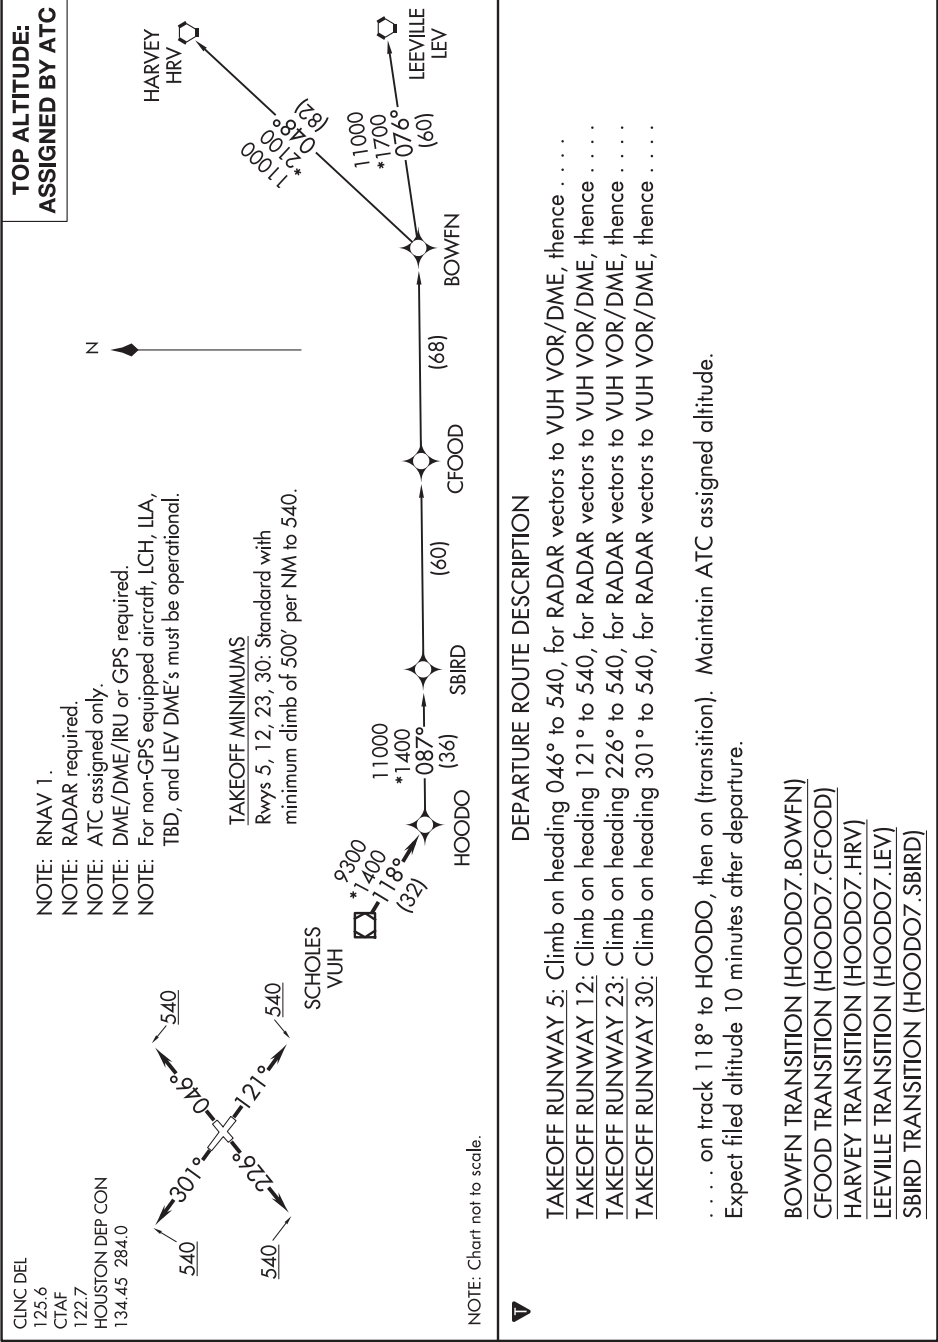 TOP ALTITUDE:
ASSIGNED BY ATC
CLNC DEL
125.6
CTAF
122.7
HOUSTON DEP CON
134.45 284.0
NOTE: RNAV 1.
NOTE: RADAR required.
NOTE: ATC assigned only.
NOTE: DME/DME/IRU or GPS required.
NOTE: For non-GPS equipped aircraft, LCH, LLA,
TBD, and LEV DME's must be operational.
TAKEOFF MINIMUMS
Rwys 5, 12, 23, 30: Standard with
minimum climb of 500' per NM to 540.
N
540
540
540
540
301°
046°
226°
121°
SCHOLES
VUH
9300
*1400
118°
(32)
HOODO
11000
*1400
087°
(36)
SBIRD
(60)
CFOOD
(68)
BOWFN
11000
*2100
048°
(82)
HARVEY
HRV
11000
*1700
076°
(60)
LEEVILLE
LEV
NOTE: Chart not to scale.
T
DEPARTURE ROUTE DESCRIPTION
TAKEOFF RUNWAY 5: Climb on heading 046° to 540, for RADAR vectors to VUH VOR/DME, thence . . . .
TAKEOFF RUNWAY 12: Climb on heading 121° to 540, for RADAR vectors to VUH VOR/DME, thence . . . .
TAKEOFF RUNWAY 23: Climb on heading 226° to 540, for RADAR vectors to VUH VOR/DME, thence . . . .
TAKEOFF RUNWAY 30: Climb on heading 301° to 540, for RADAR vectors to VUH VOR/DME, thence . . . .
. . . . on track 118° to HOODO, then on (transition). Maintain ATC assigned altitude.
Expect filed altitude 10 minutes after departure.
BOWFN TRANSITION (HOODO7.BOWFN)
CFOOD TRANSITION (HOODO7.CFOOD)
HARVEY TRANSITION (HOODO7.HRV)
LEEVILLE TRANSITION (HOODO7.LEV)
SBIRD TRANSITION (HOODO7.SBIRD)